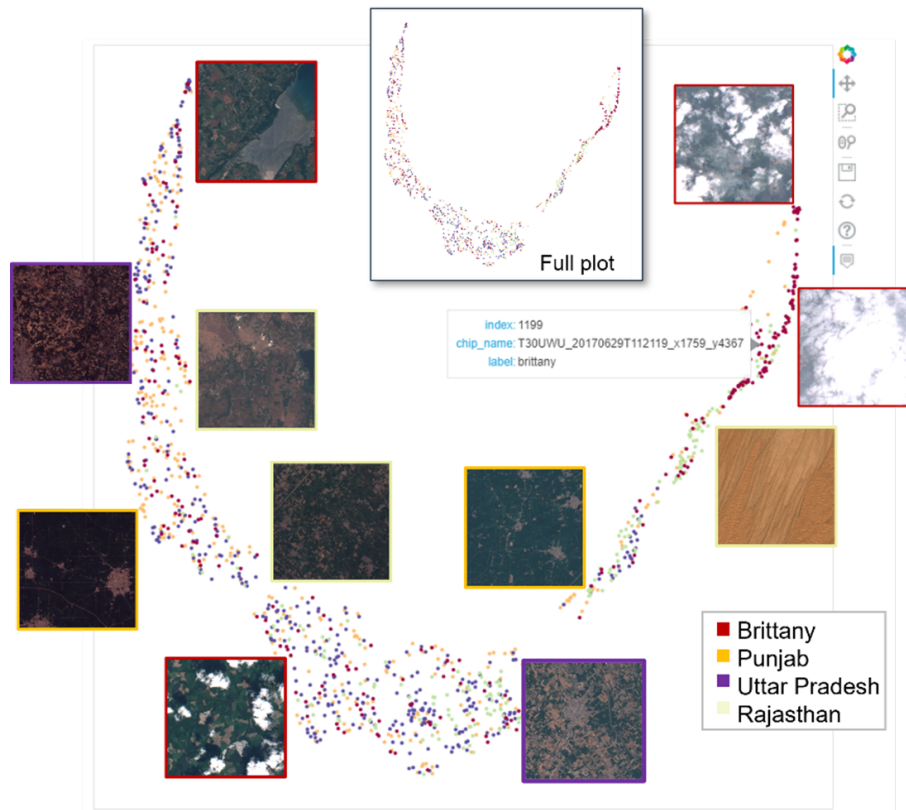 Full plot
index: 1199
chip_name: T30UWU_20170629T112119_x1759_y4367
label: brittany
Brittany
Punjab
Uttar Pradesh
Rajasthan